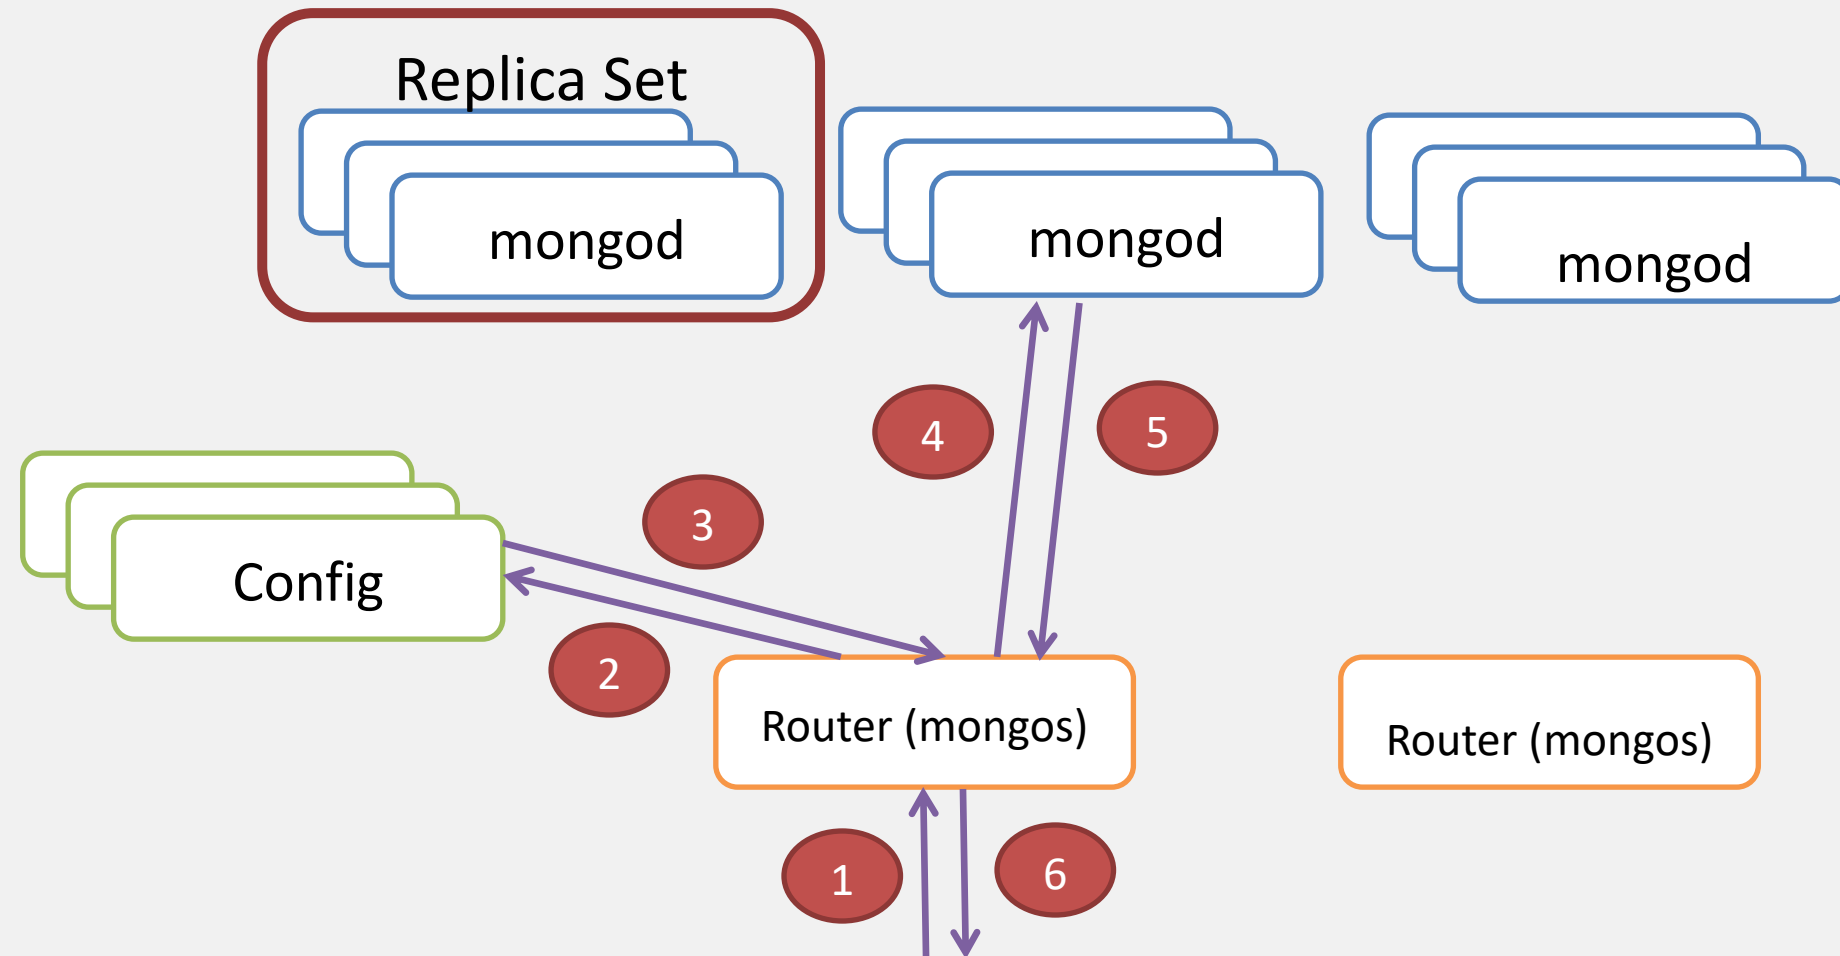 Replica Set
mongod
mongod
mongod
4
5
3
Config
2
Router (mongos)
Router (mongos)
1
6